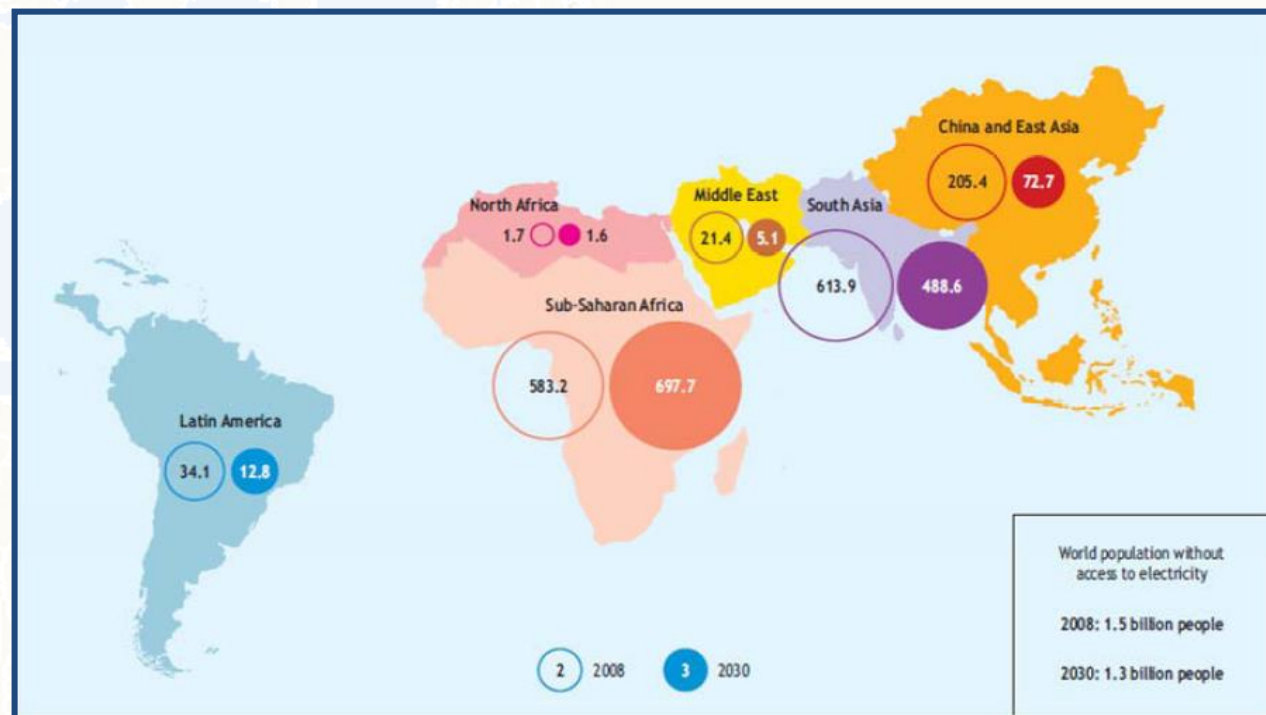 China and East Asia
205.4
72.7
North Africa
1.7
1.6
Middle East
21.4
5.1
South Asia
613.9
488.6
Sub-Saharan Africa
583.2
697.7
Latin America
34.1
12.8
2 2008
3 2030
World population without
access to electricity
2008: 1.5 billion people
2030: 1.3 billion people